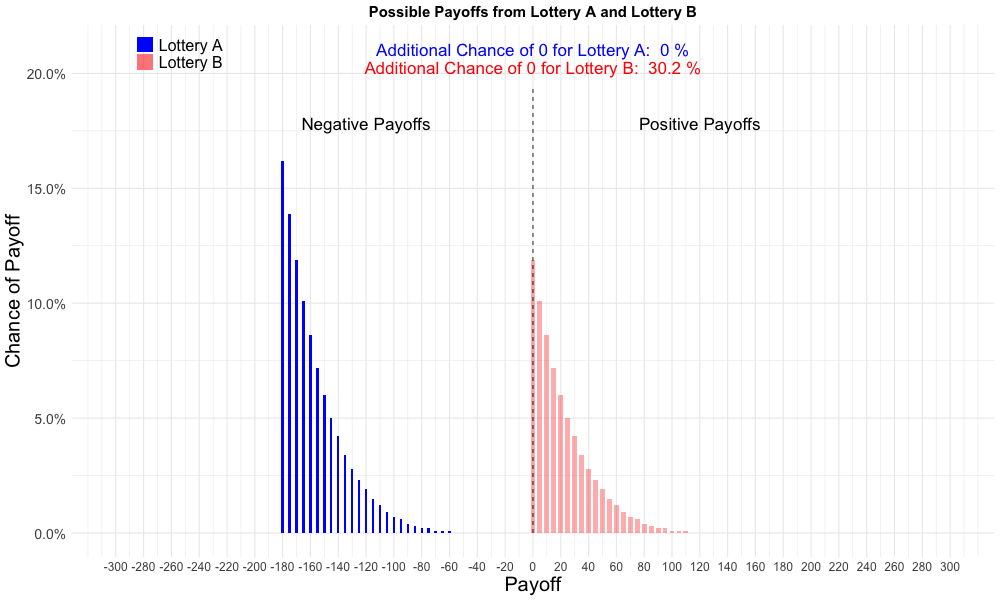 Possible Payoffs from Lottery A and Lottery B
Lottery A
Lottery B
Additional Chance of 0 for Lottery A:  0 %
Additional Chance of 0 for Lottery B:  30.2 %
Negative Payoffs
Positive Payoffs
Chance of Payoff
20.0%
15.0%
10.0%
5.0%
0.0%
-300 -280 -260 -240 -220 -200 -180 -160 -140 -120 -100 -80 -60 -40 -20 0 20 40 60 80 100 120 140 160 180 200 220 240 260 280 300
Payoff